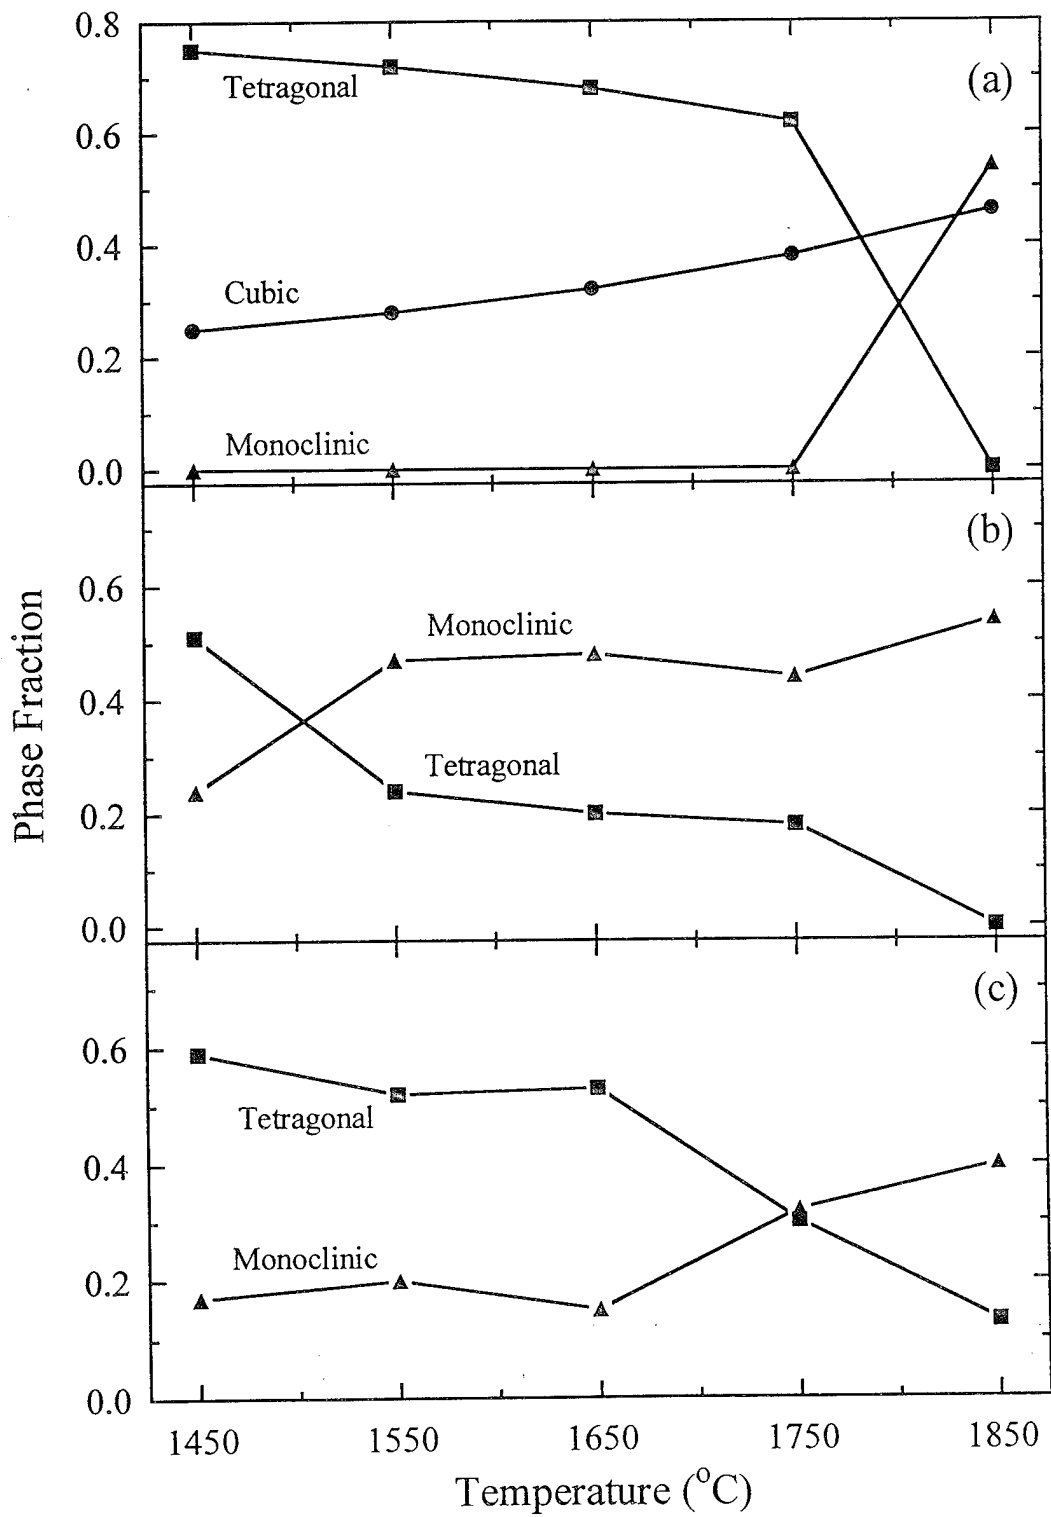 0.8
(a)
Tetragonal
0.6
0.4
Cubic
0.2
Monoclinic
0.0
(b)
0.6
Monoclinic
0.4
Tetragonal
0.2
0.0
(c)
0.6
Tetragonal
0.4
Monoclinic
0.2
0.0
Phase Fraction
1450 1550 1650 1750 1850
Temperature (°C)